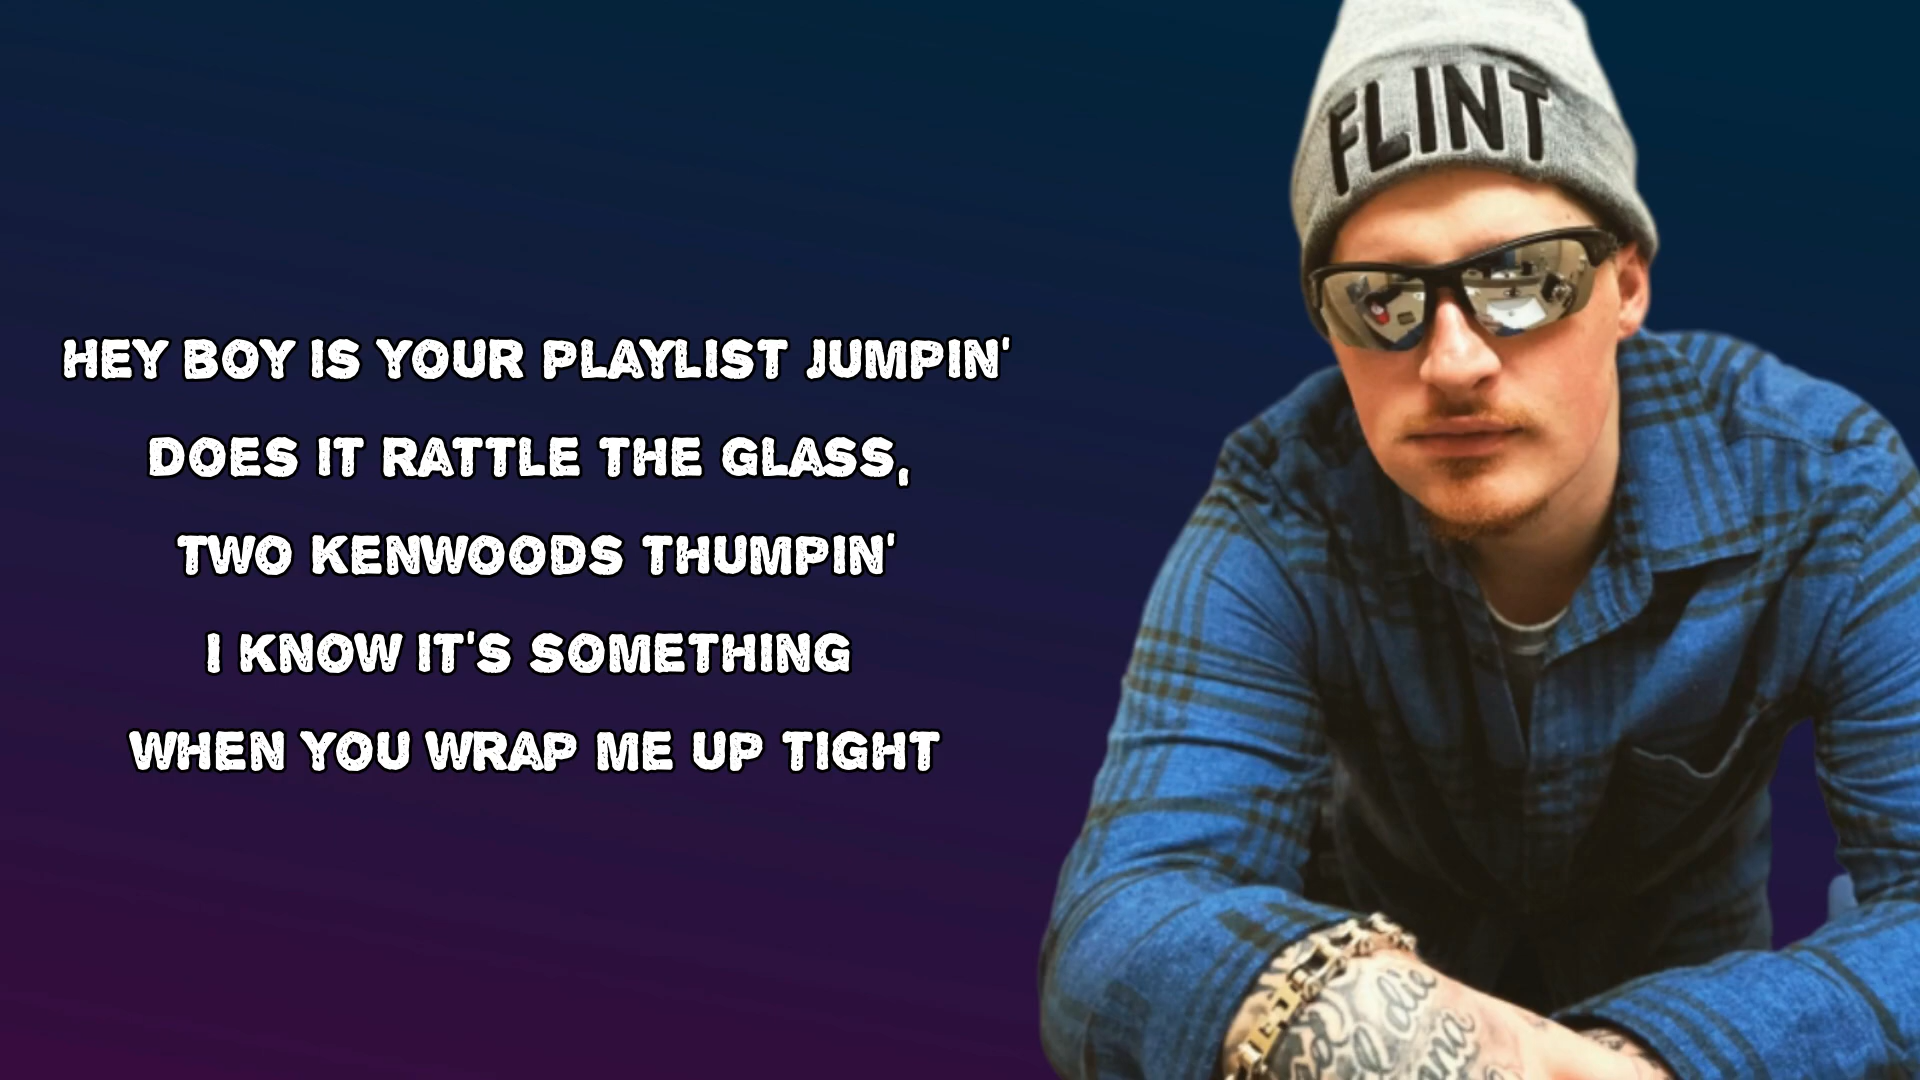 HEY BOY IS YOUR PLAYLIST JUMPIN'
DOES IT RATTLE THE GLASS,
TWO KENWOODS THUMPIN'
I KNOW IT'S SOMETHING
WHEN YOU WRAP ME UP TIGHT
FLINT
die